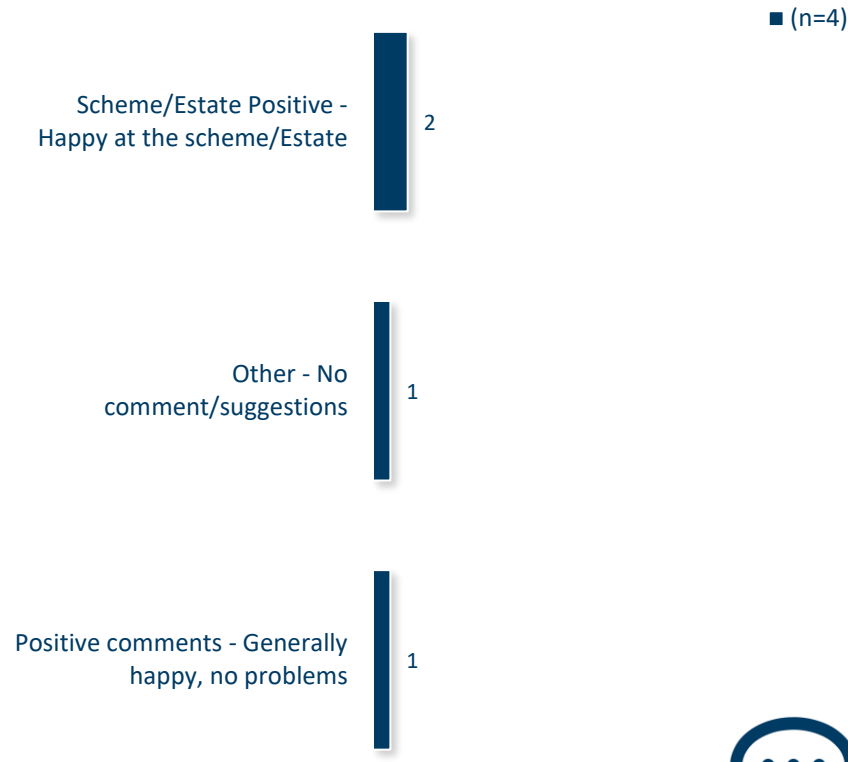 (n=4)
Scheme/Estate Positive -
Happy at the scheme/Estate
2
Other - No
comment/suggestions
1
Positive comments - Generally
happy, no problems
1